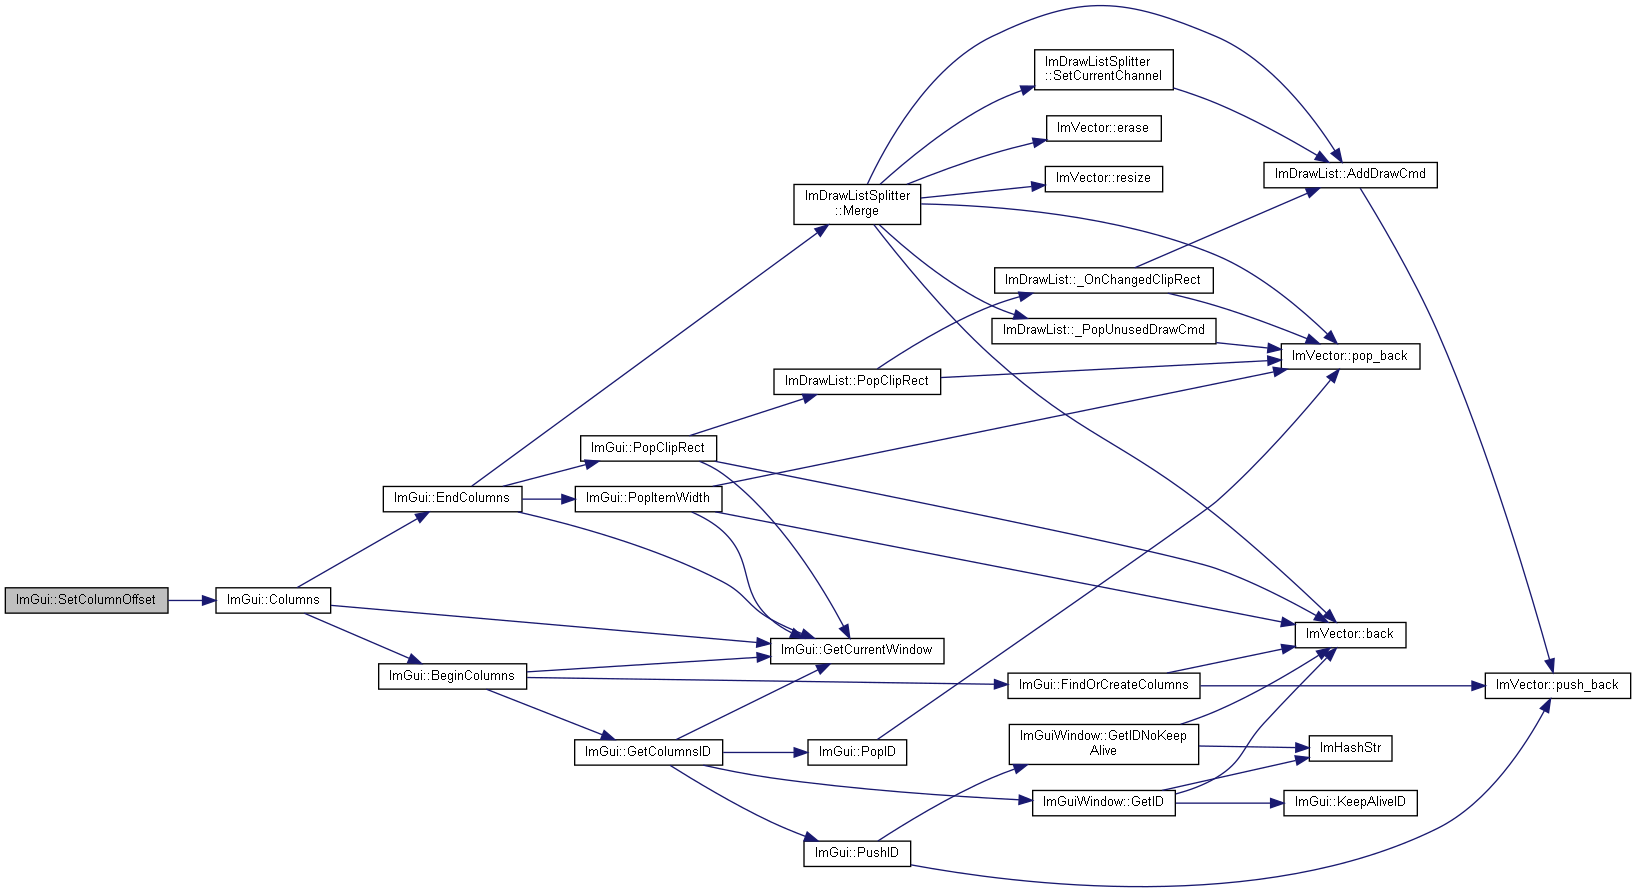 ImDrawListSplitter
::SetCurrentChannel
ImVector::erase
ImDrawList::AddDrawCmd
ImVector::resize
ImDrawListSplitter
::Merge
ImDrawList::_OnChangedClipRect
ImDrawList::_PopUnusedDrawCmd
ImVector::pop_back
ImDrawList::PopClipRect
ImGui::PopClipRect
ImGui::EndColumns
ImGui::PopItemWidth
ImGui::SetColumnOffset
ImGui::Columns
ImVector::back
ImGui::GetCurrentWindow
ImGui::BeginColumns
ImGui::FindOrCreateColumns
ImVector::push_back
ImGuiWindow::GetIDNoKeep
Alive
ImGui::GetColumnsID
ImGui::PopID
ImHashStr
ImGuiWindow::GetID
ImGui::KeepAliveID
ImGui::PushID